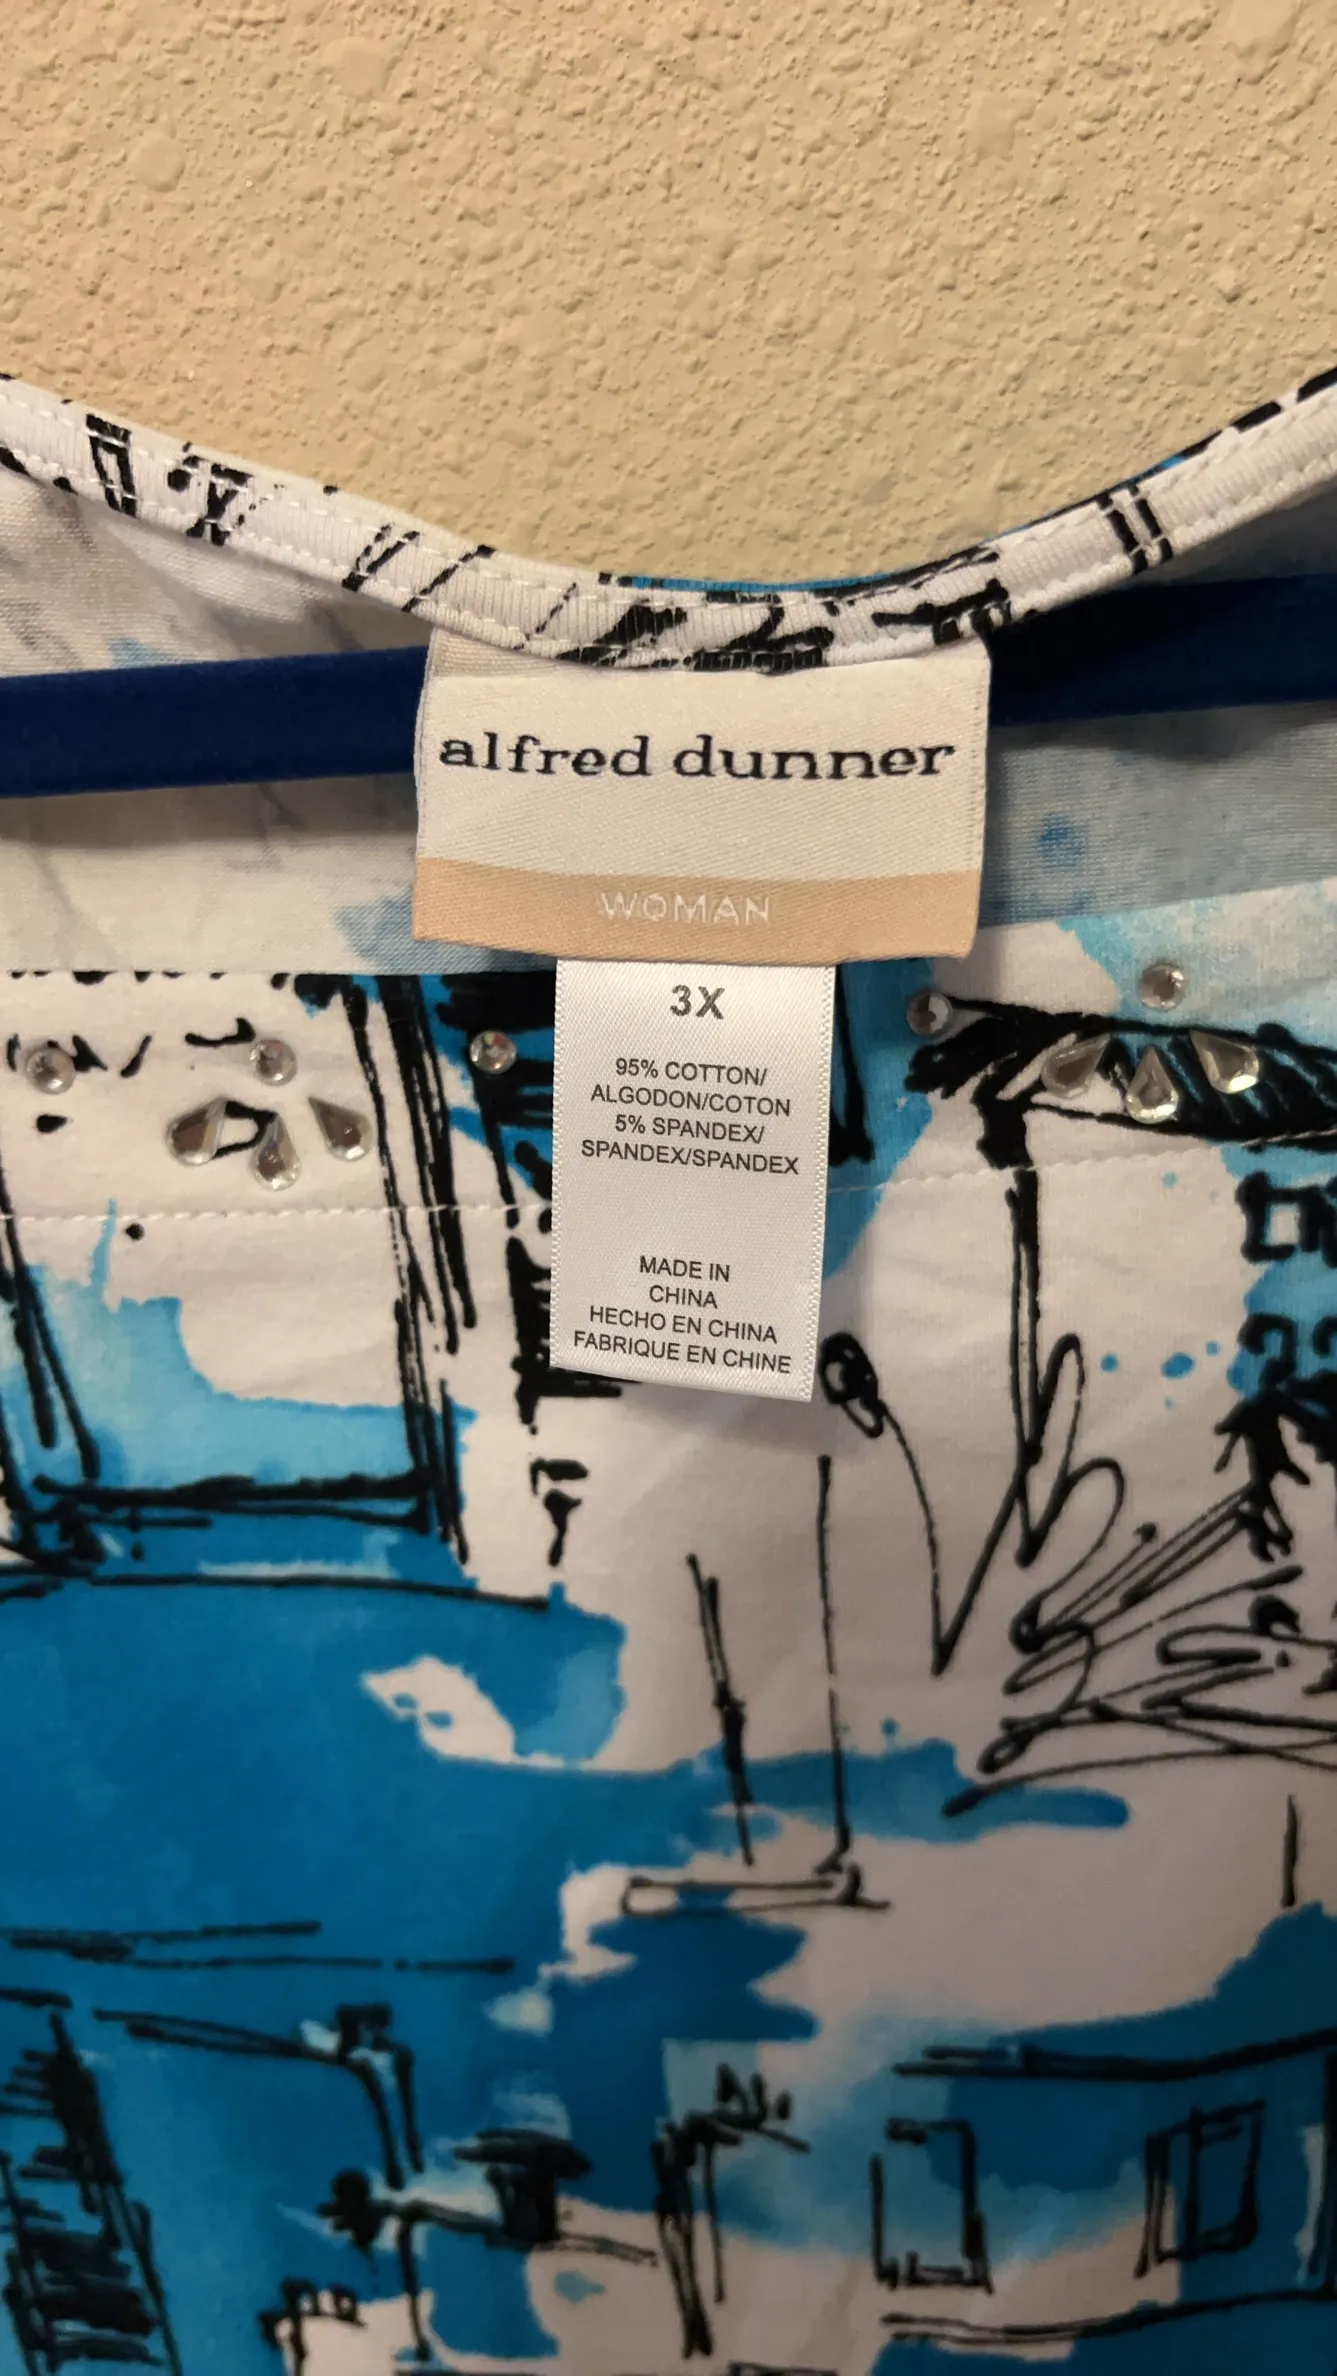 alfred dunner
WOMAN
3X
95% COTTON/
ALGODON/COTON
5% SPANDEX/
SPANDEX/SPANDEX
MADE IN
CHINA
HECHO EN CHINA
FABRIQUE EN CHINE